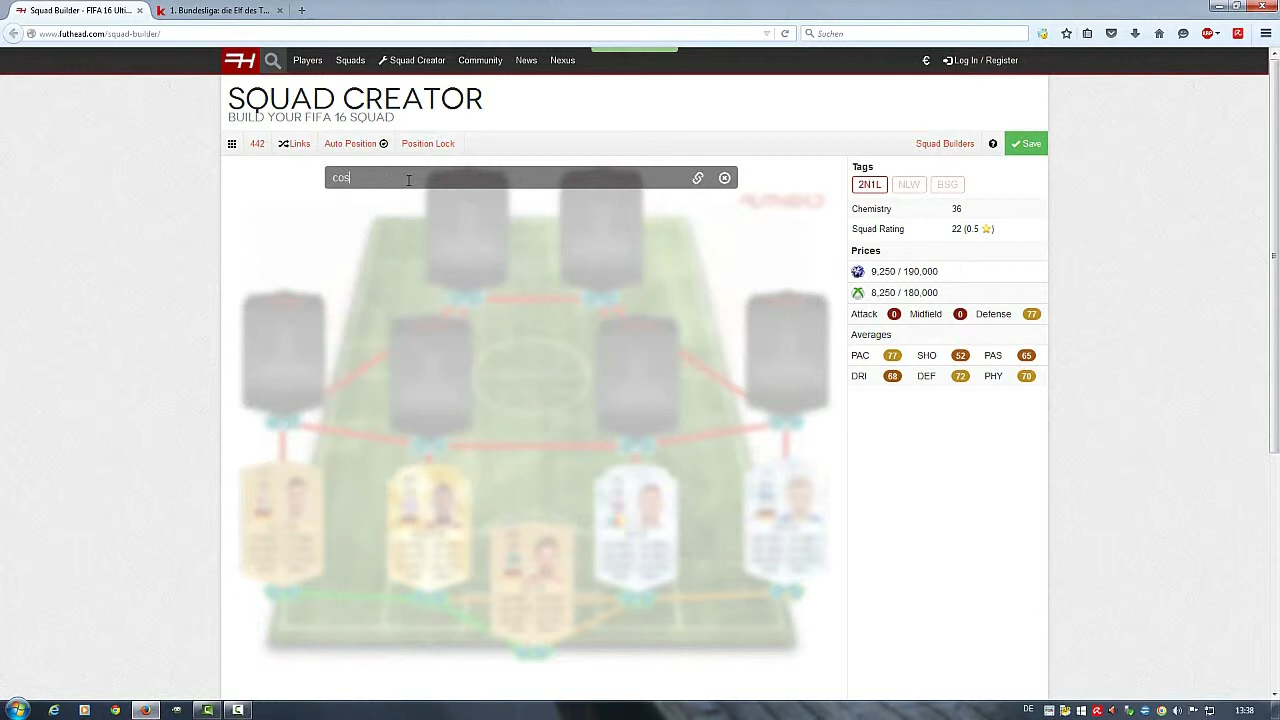 Squad Builder - FIFA 16 Ulti...
1. Bundesliga: die Elf des T...
www.futhead.com/squad-builder/
Suchen
Players
Squads
Squad Creator
Community
News
Nexus
€
Log In / Register
SQUAD CREATOR
BUILD YOUR FIFA 16 SQUAD
442
Links
Auto Position
Position Lock
Squad Builders
Save
cos
Tags
2N1L NLW BSG
Chemistry 36
Squad Rating 22 (0.5 )
Prices
9,250 / 190,000
8,250 / 180,000
Attack 0 Midfield 0 Defense 77
Averages
PAC 77 SHO 52 PAS 65
DRI 68 DEF 72 PHY 70
DE
13:38